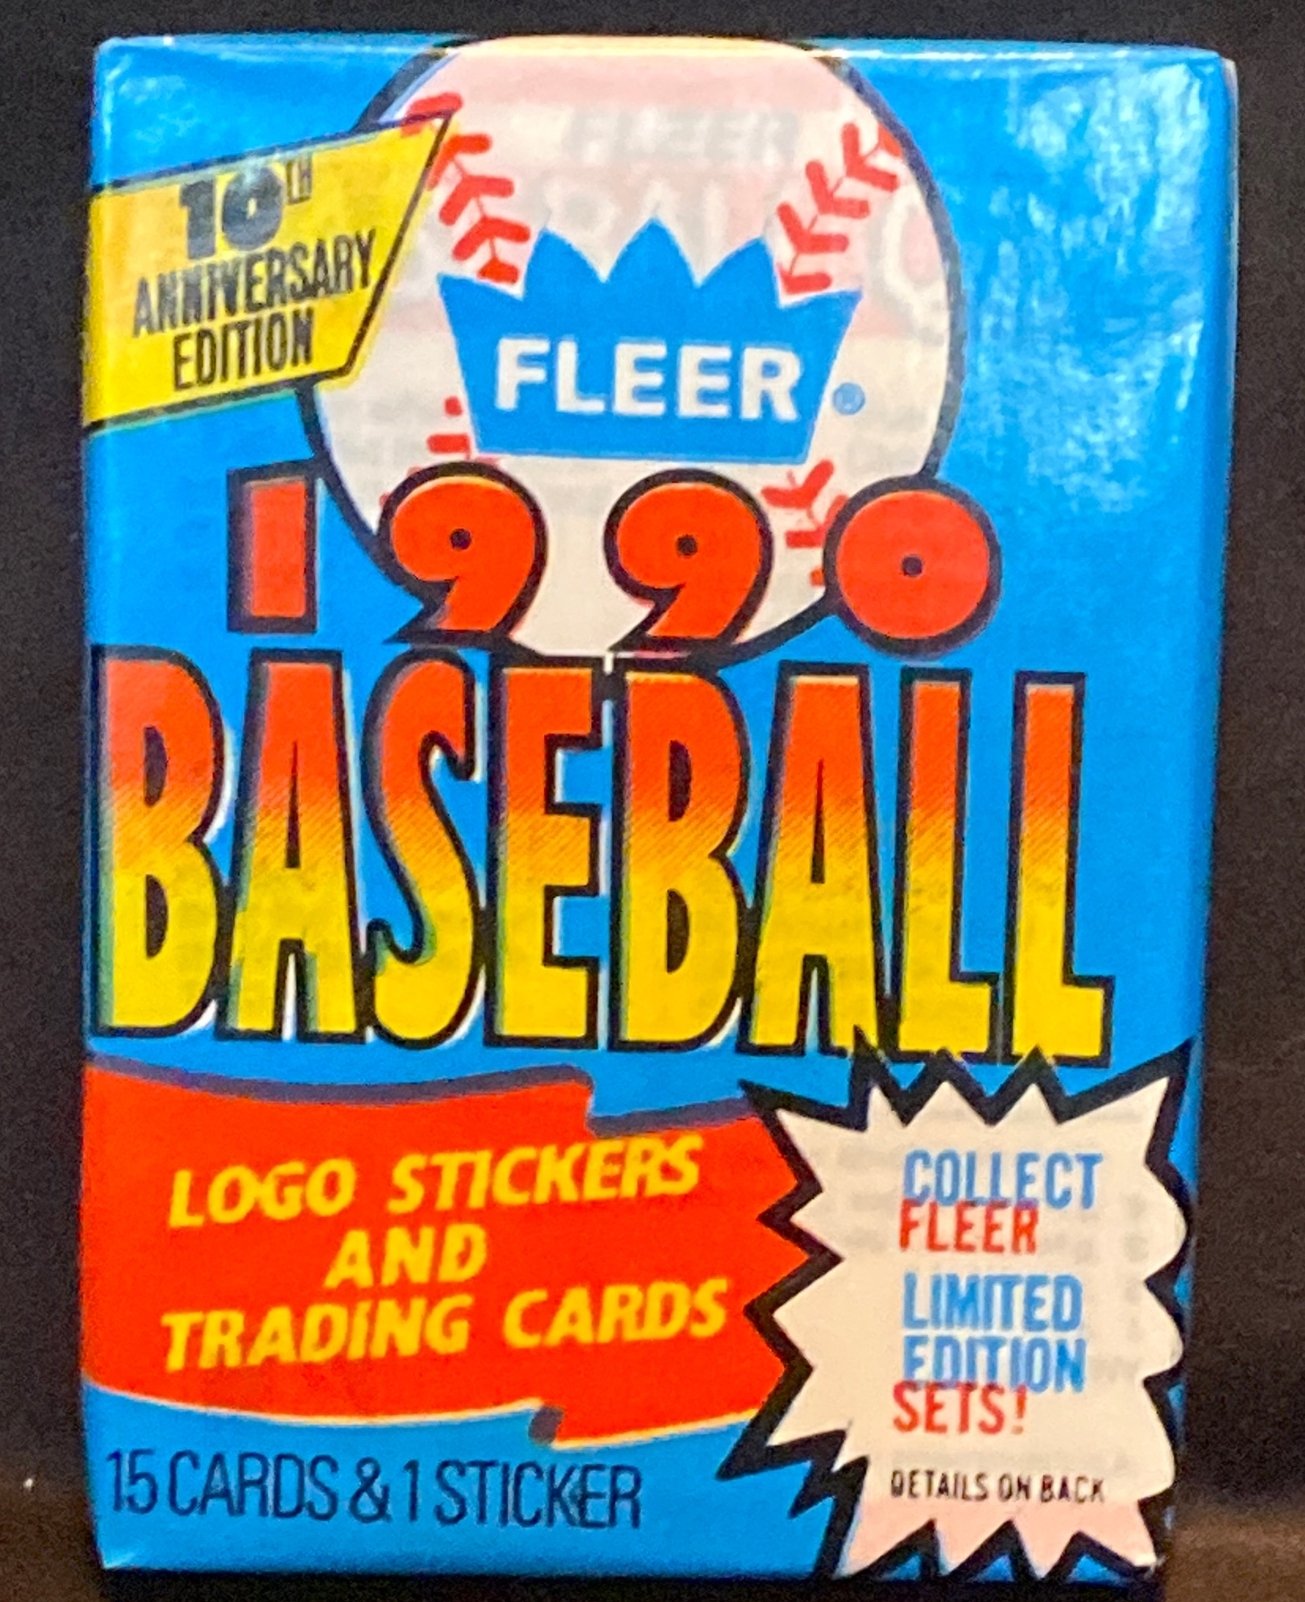 10TH
ANNIVERSARY
EDITION
FLEER®
1990
BASEBALL
LOGO STICKERS
AND
TRADING CARDS
15 CARDS & 1 STICKER
COLLECT
FLEER
LIMITED
EDITION
SETS!
DETAILS ON BACK